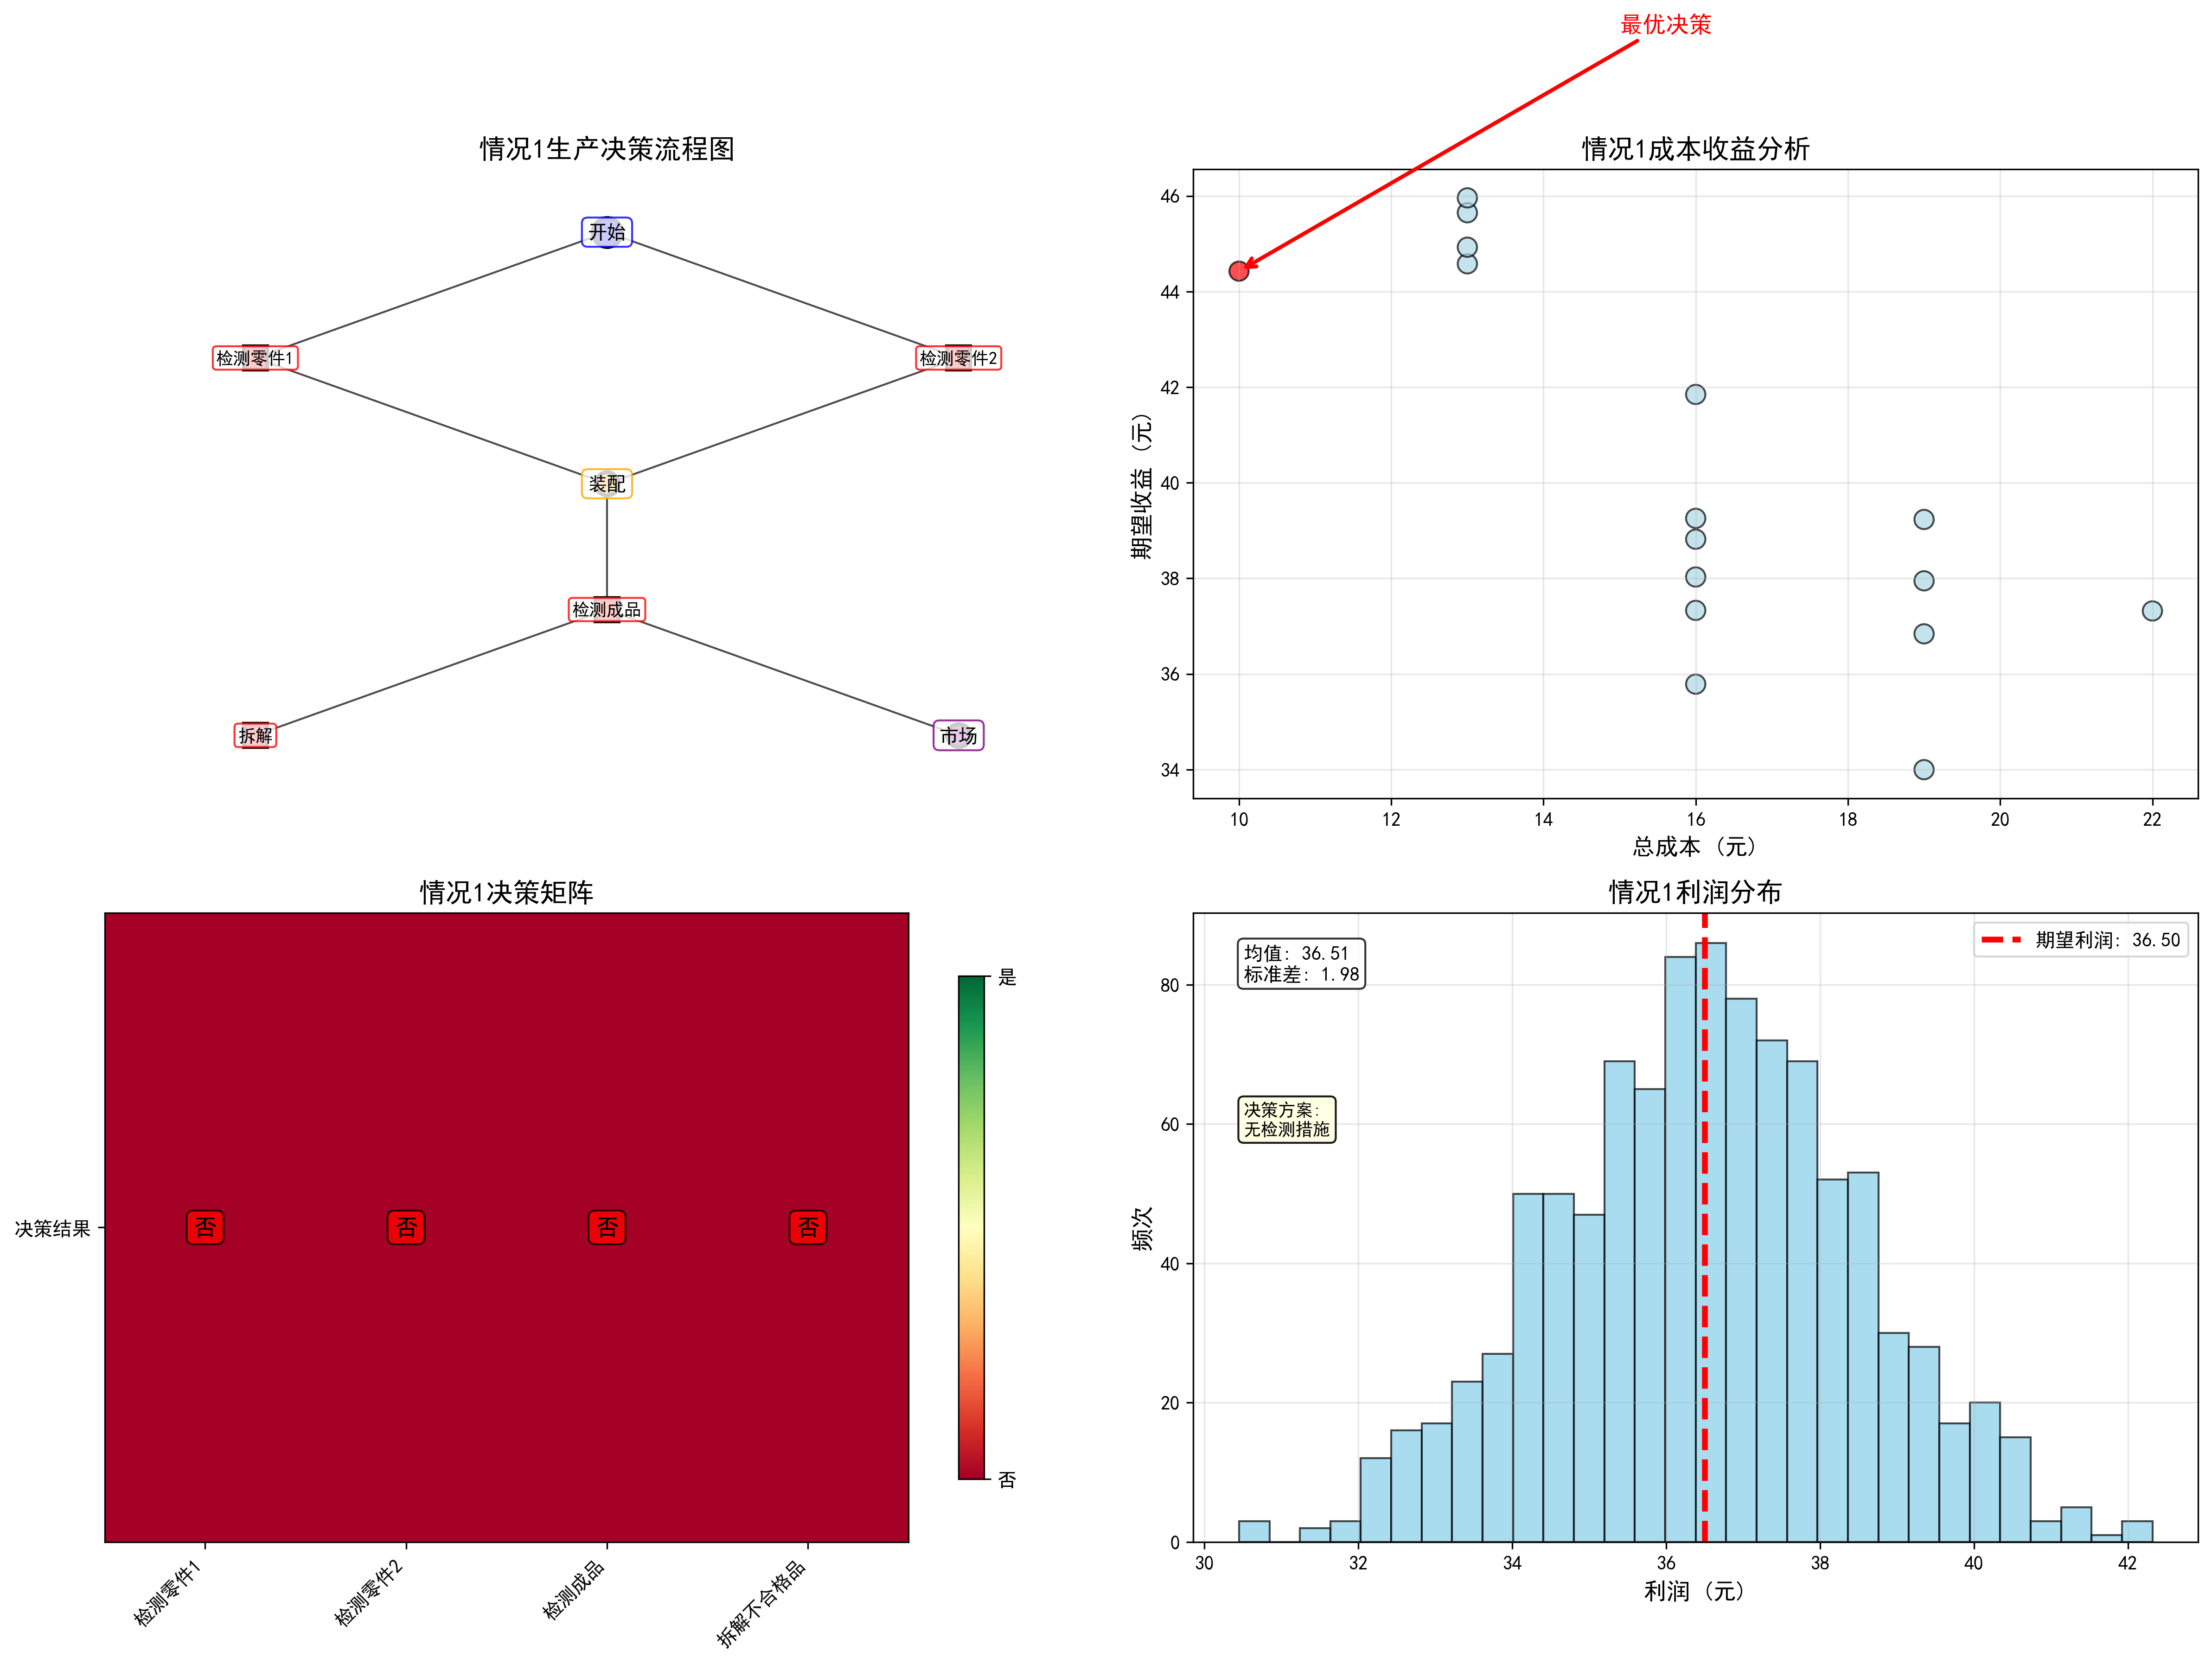 最优决策
情况1生产决策流程图
开始
检测零件1
检测零件2
装配
检测成品
拆解
市场
情况1成本收益分析
46
44
42
40
38
36
34
期望收益 (元)
10
12
14
16
18
20
22
总成本 (元)
情况1决策矩阵
决策结果
否
否
否
否
检测零件1
检测零件2
检测成品
拆解不合格品
是
否
情况1利润分布
均值: 36.51
标准差: 1.98
期望利润: 36.50
决策方案:
无检测措施
80
60
40
20
0
频次
30
32
34
36
38
40
42
利润 (元)